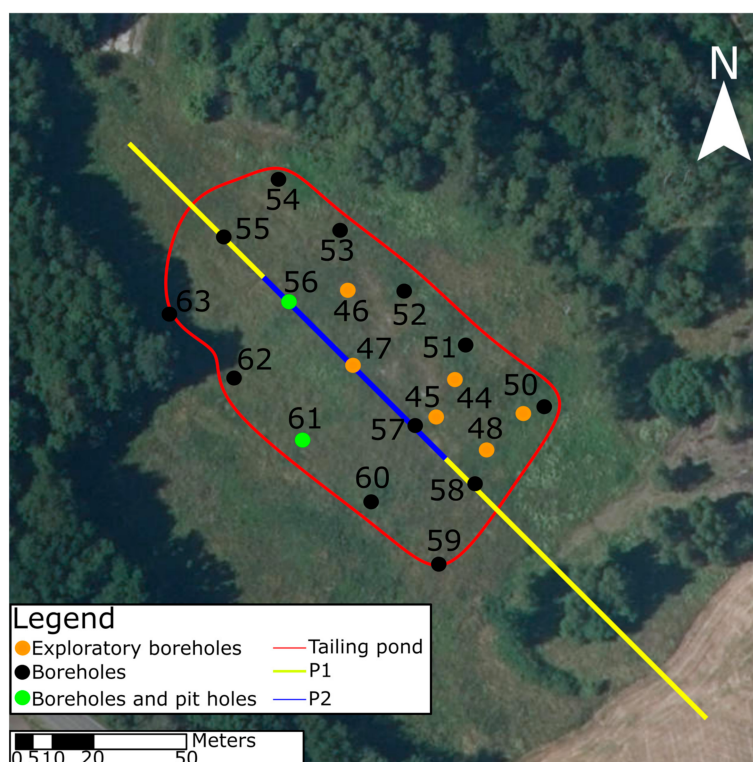 N
54
55
53
56
46
52
63
47
51
62
45
44
50
61
57
48
60
58
59
Legend
Exploratory boreholes
Tailing pond
Boreholes
P1
Boreholes and pit holes
P2
Meters
0 5 10 20 50